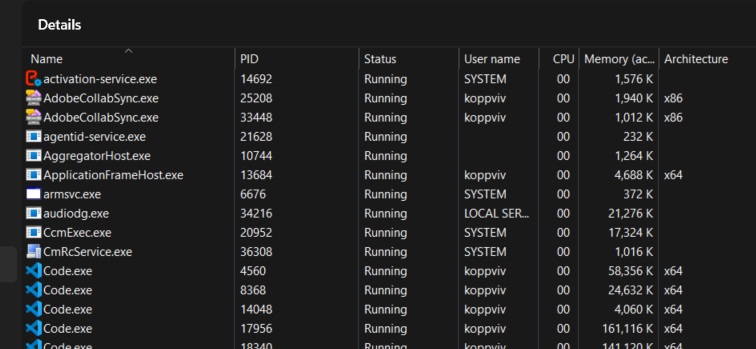 Details
Name PID Status User name CPU Memory (ac... Architecture
activation-service.exe 14692 Running SYSTEM 00 1,576 K
AdobeCollabSync.exe 25208 Running koppviv 00 1,940 K x86
AdobeCollabSync.exe 33448 Running koppviv 00 1,012 K x86
agentid-service.exe 21628 Running 00 232 K
AggregatorHost.exe 10744 Running 00 1,264 K
ApplicationFrameHost.exe 13684 Running koppviv 00 4,688 K x64
armsvc.exe 6676 Running SYSTEM 00 372 K
audiodg.exe 34216 Running LOCAL SER... 00 21,276 K
CcmExec.exe 20952 Running SYSTEM 00 17,324 K
CmRcService.exe 36308 Running SYSTEM 00 1,016 K
Code.exe 4560 Running koppviv 00 58,356 K x64
Code.exe 8368 Running koppviv 00 24,632 K x64
Code.exe 14048 Running koppviv 00 4,060 K x64
Code.exe 17956 Running koppviv 00 161,116 K x64
Code.exe 18340 Running koppviv 00 141,120 K x64